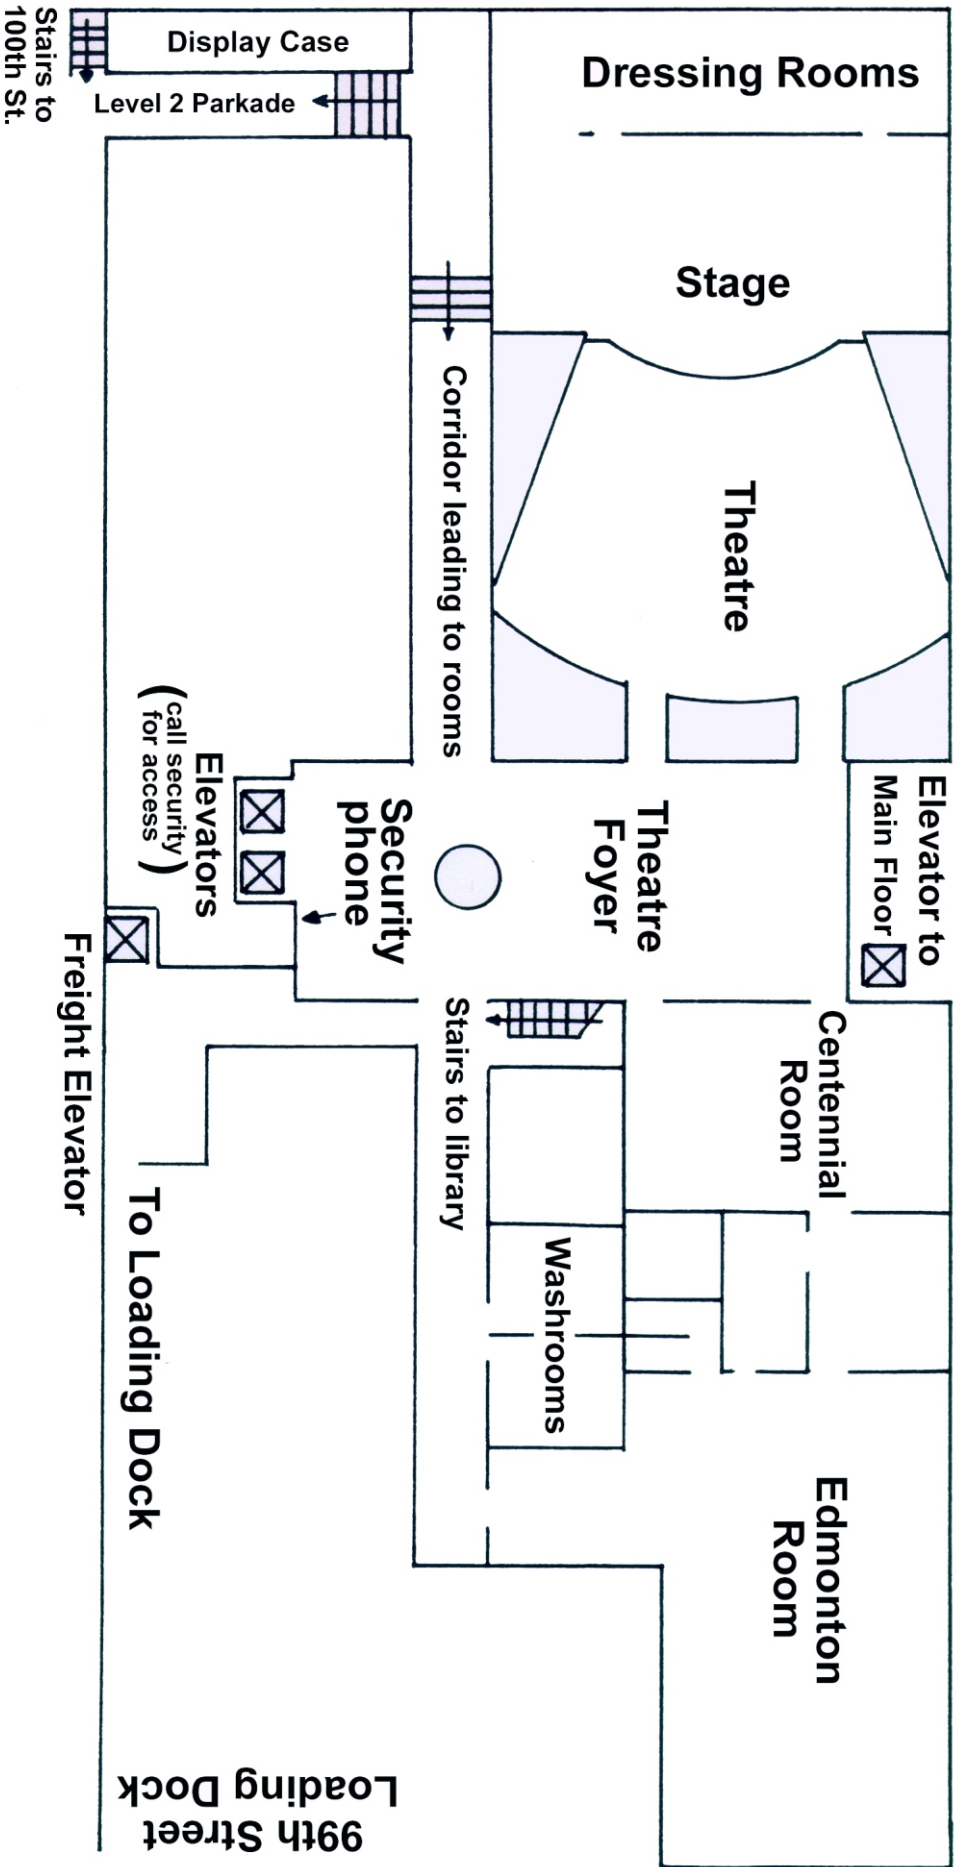 Stairs to
100th St.
Display Case
Level 2 Parkade
Dressing Rooms
Stage
Theatre
Corridor leading to rooms
Elevators
(call security
for access)
Security
phone
Theatre
Foyer
Elevator to
Main Floor
Freight Elevator
Stairs to library
Centennial
Room
Washrooms
To Loading Dock
Edmonton
Room
99th Street
Loading Dock